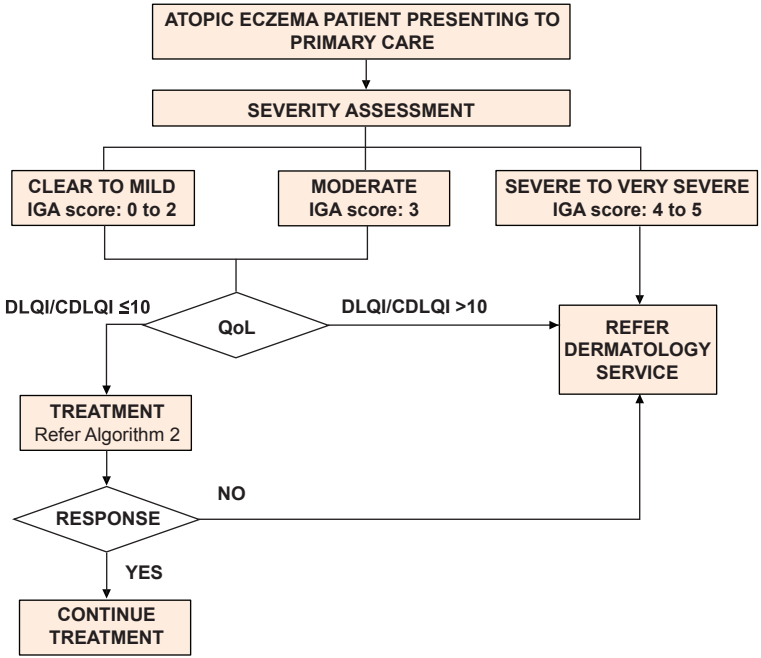 ATOPIC ECZEMA PATIENT PRESENTING TO
PRIMARY CARE
SEVERITY ASSESSMENT
CLEAR TO MILD
IGA score: 0 to 2
MODERATE
IGA score: 3
SEVERE TO VERY SEVERE
IGA score: 4 to 5
DLQI/CDLQI ≤10
QoL
DLQI/CDLQI >10
REFER
DERMATOLOGY
SERVICE
TREATMENT
Refer Algorithm 2
RESPONSE
NO
YES
CONTINUE
TREATMENT